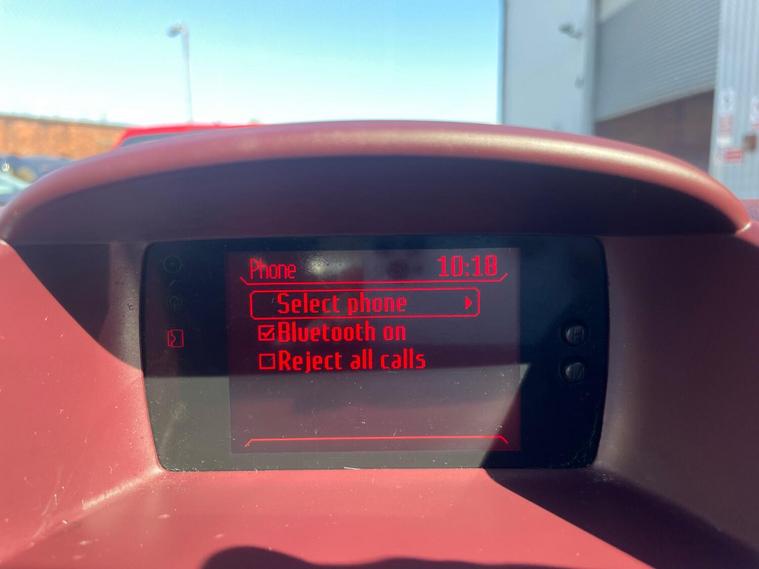 Phone 10:18
Select phone
Bluetooth on
Reject all calls